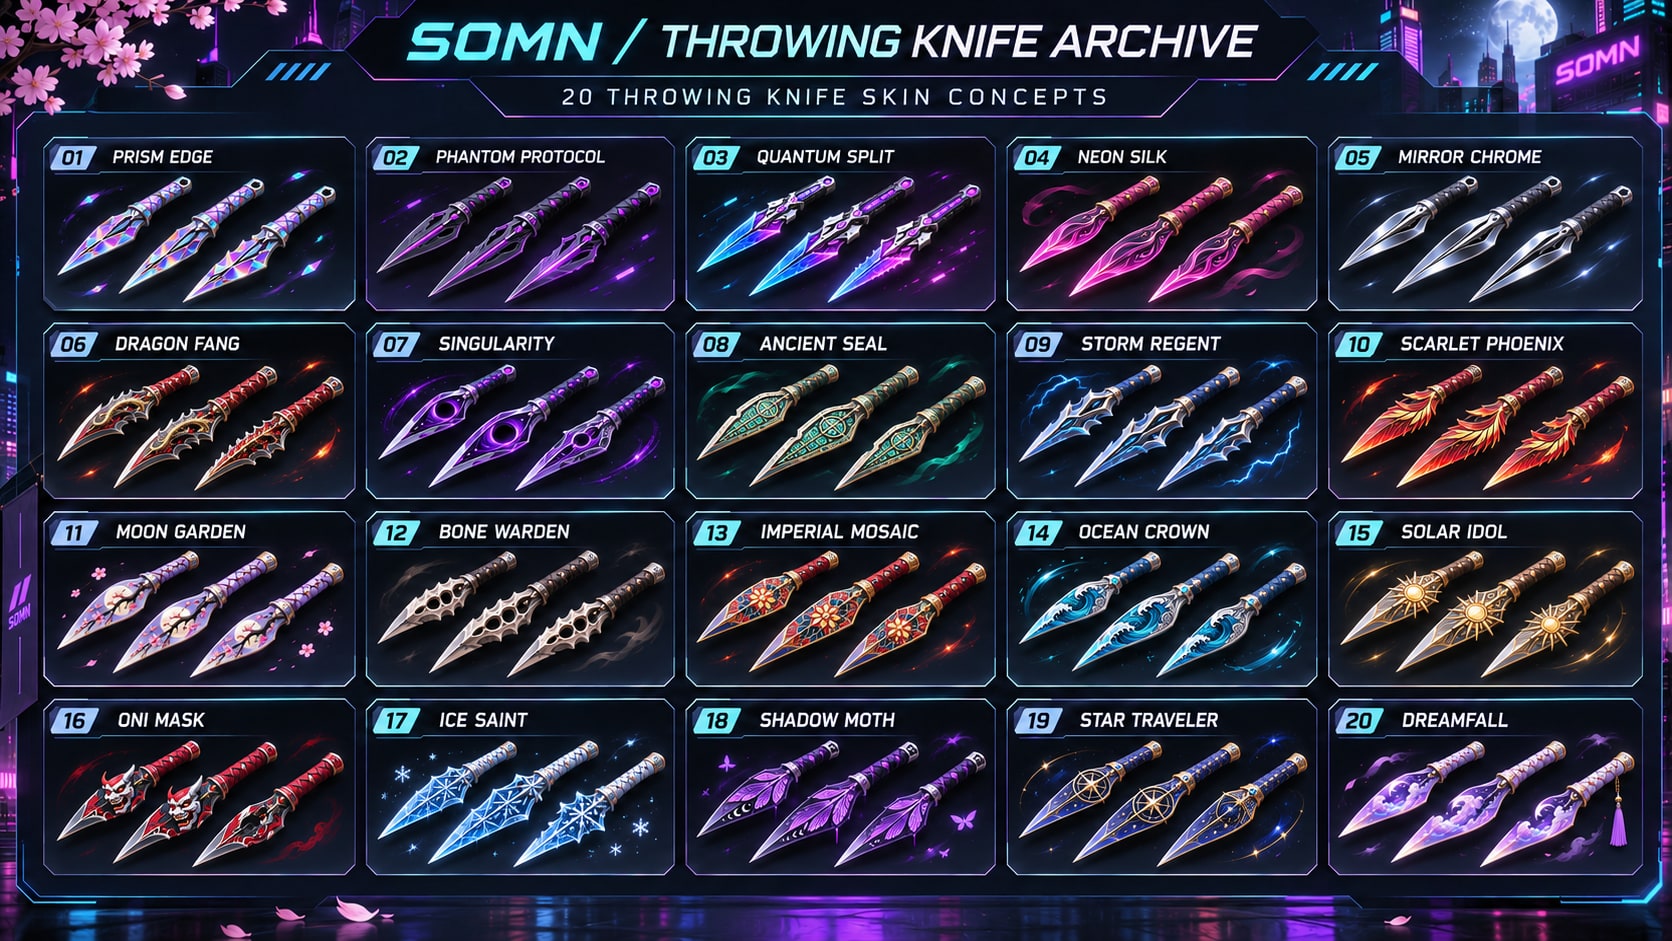 SOMN / THROWING KNIFE ARCHIVE
20 THROWING KNIFE SKIN CONCEPTS
SOMN
01 PRISM EDGE
02 PHANTOM PROTOCOL
03 QUANTUM SPLIT
04 NEON SILK
05 MIRROR CHROME
06 DRAGON FANG
07 SINGULARITY
08 ANCIENT SEAL
09 STORM REGENT
10 SCARLET PHOENIX
11 MOON GARDEN
12 BONE WARDEN
13 IMPERIAL MOSAIC
14 OCEAN CROWN
15 SOLAR IDOL
// SOMN
16 ONI MASK
17 ICE SAINT
18 SHADOW MOTH
19 STAR TRAVELER
20 DREAMFALL